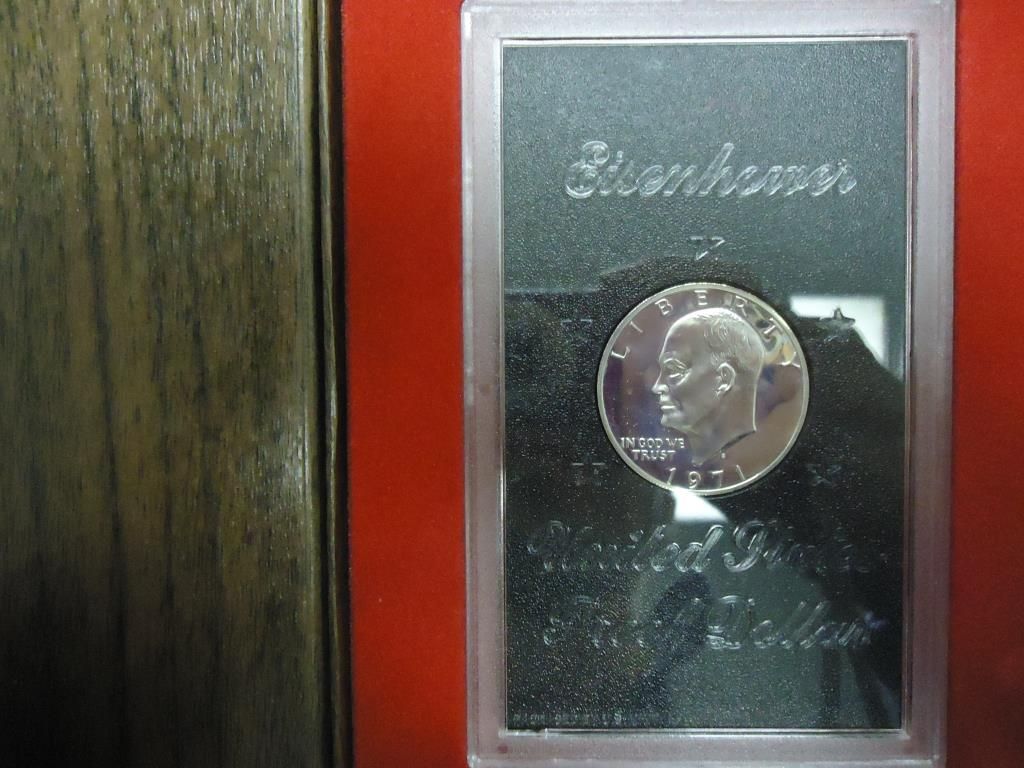 Eisenhower
LIBERTY
IN GOD WE
TRUST
1971
United States
Proof Dollar